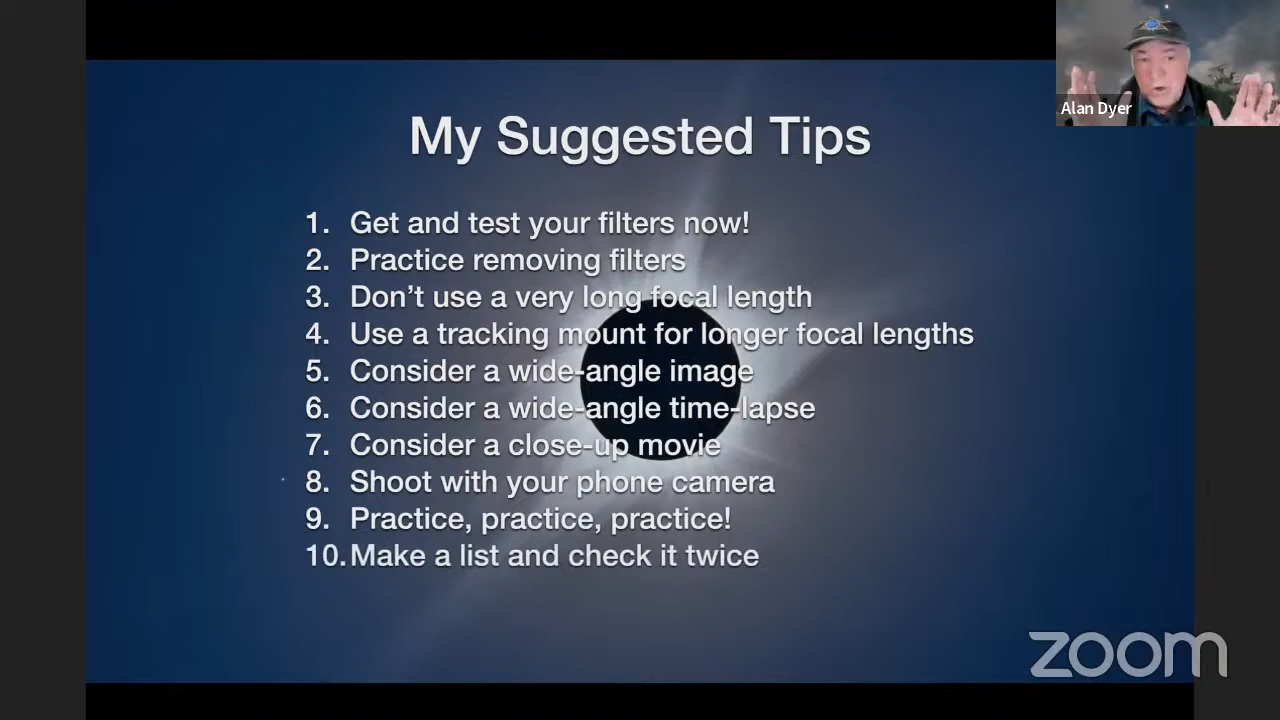 My Suggested Tips
Alan Dyer
1. Get and test your filters now!
2. Practice removing filters
3. Don’t use a very long focal length
4. Use a tracking mount for longer focal lengths
5. Consider a wide-angle image
6. Consider a wide-angle time-lapse
7. Consider a close-up movie
8. Shoot with your phone camera
9. Practice, practice, practice!
10. Make a list and check it twice
zoom